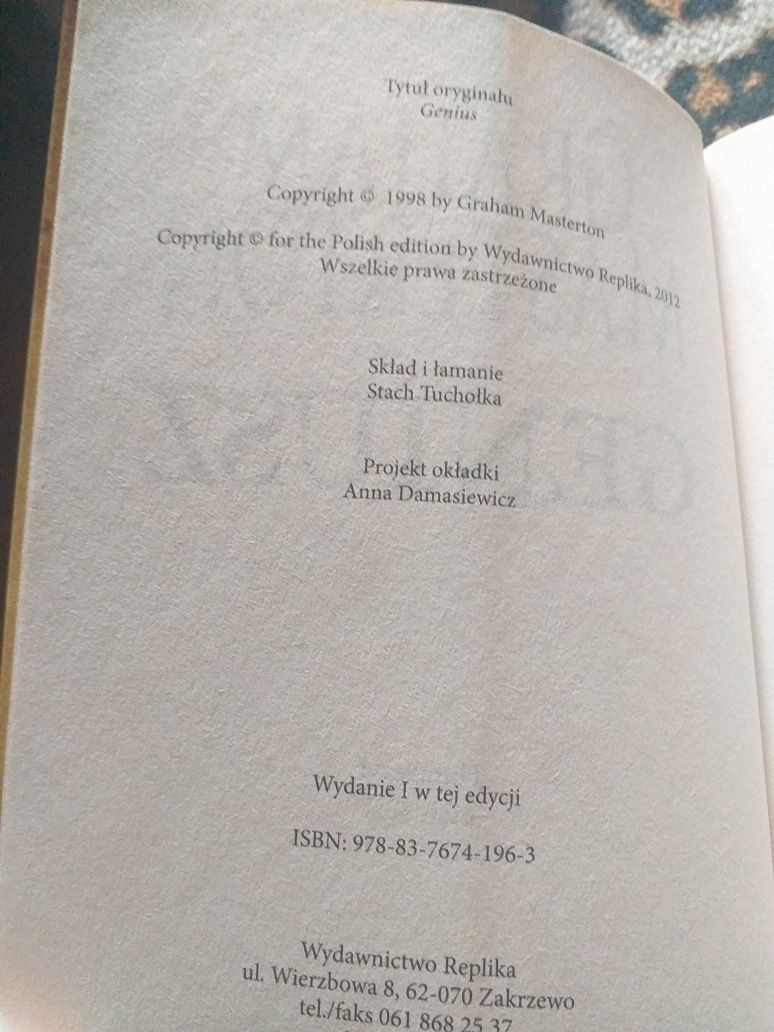 Tytuł oryginału
Genius
Copyright © 1998 by Graham Masterton
Copyright © for the Polish edition by Wydawnictwo Replika, 2012
Wszelkie prawa zastrzeżone
Skład i łamanie
Stach Tuchołka
Projekt okładki
Anna Damasiewicz
Wydanie I w tej edycji
ISBN: 978-83-7674-196-3
Wydawnictwo Replika
ul. Wierzbowa 8, 62-070 Zakrzewo
tel./faks 061 868 25 37